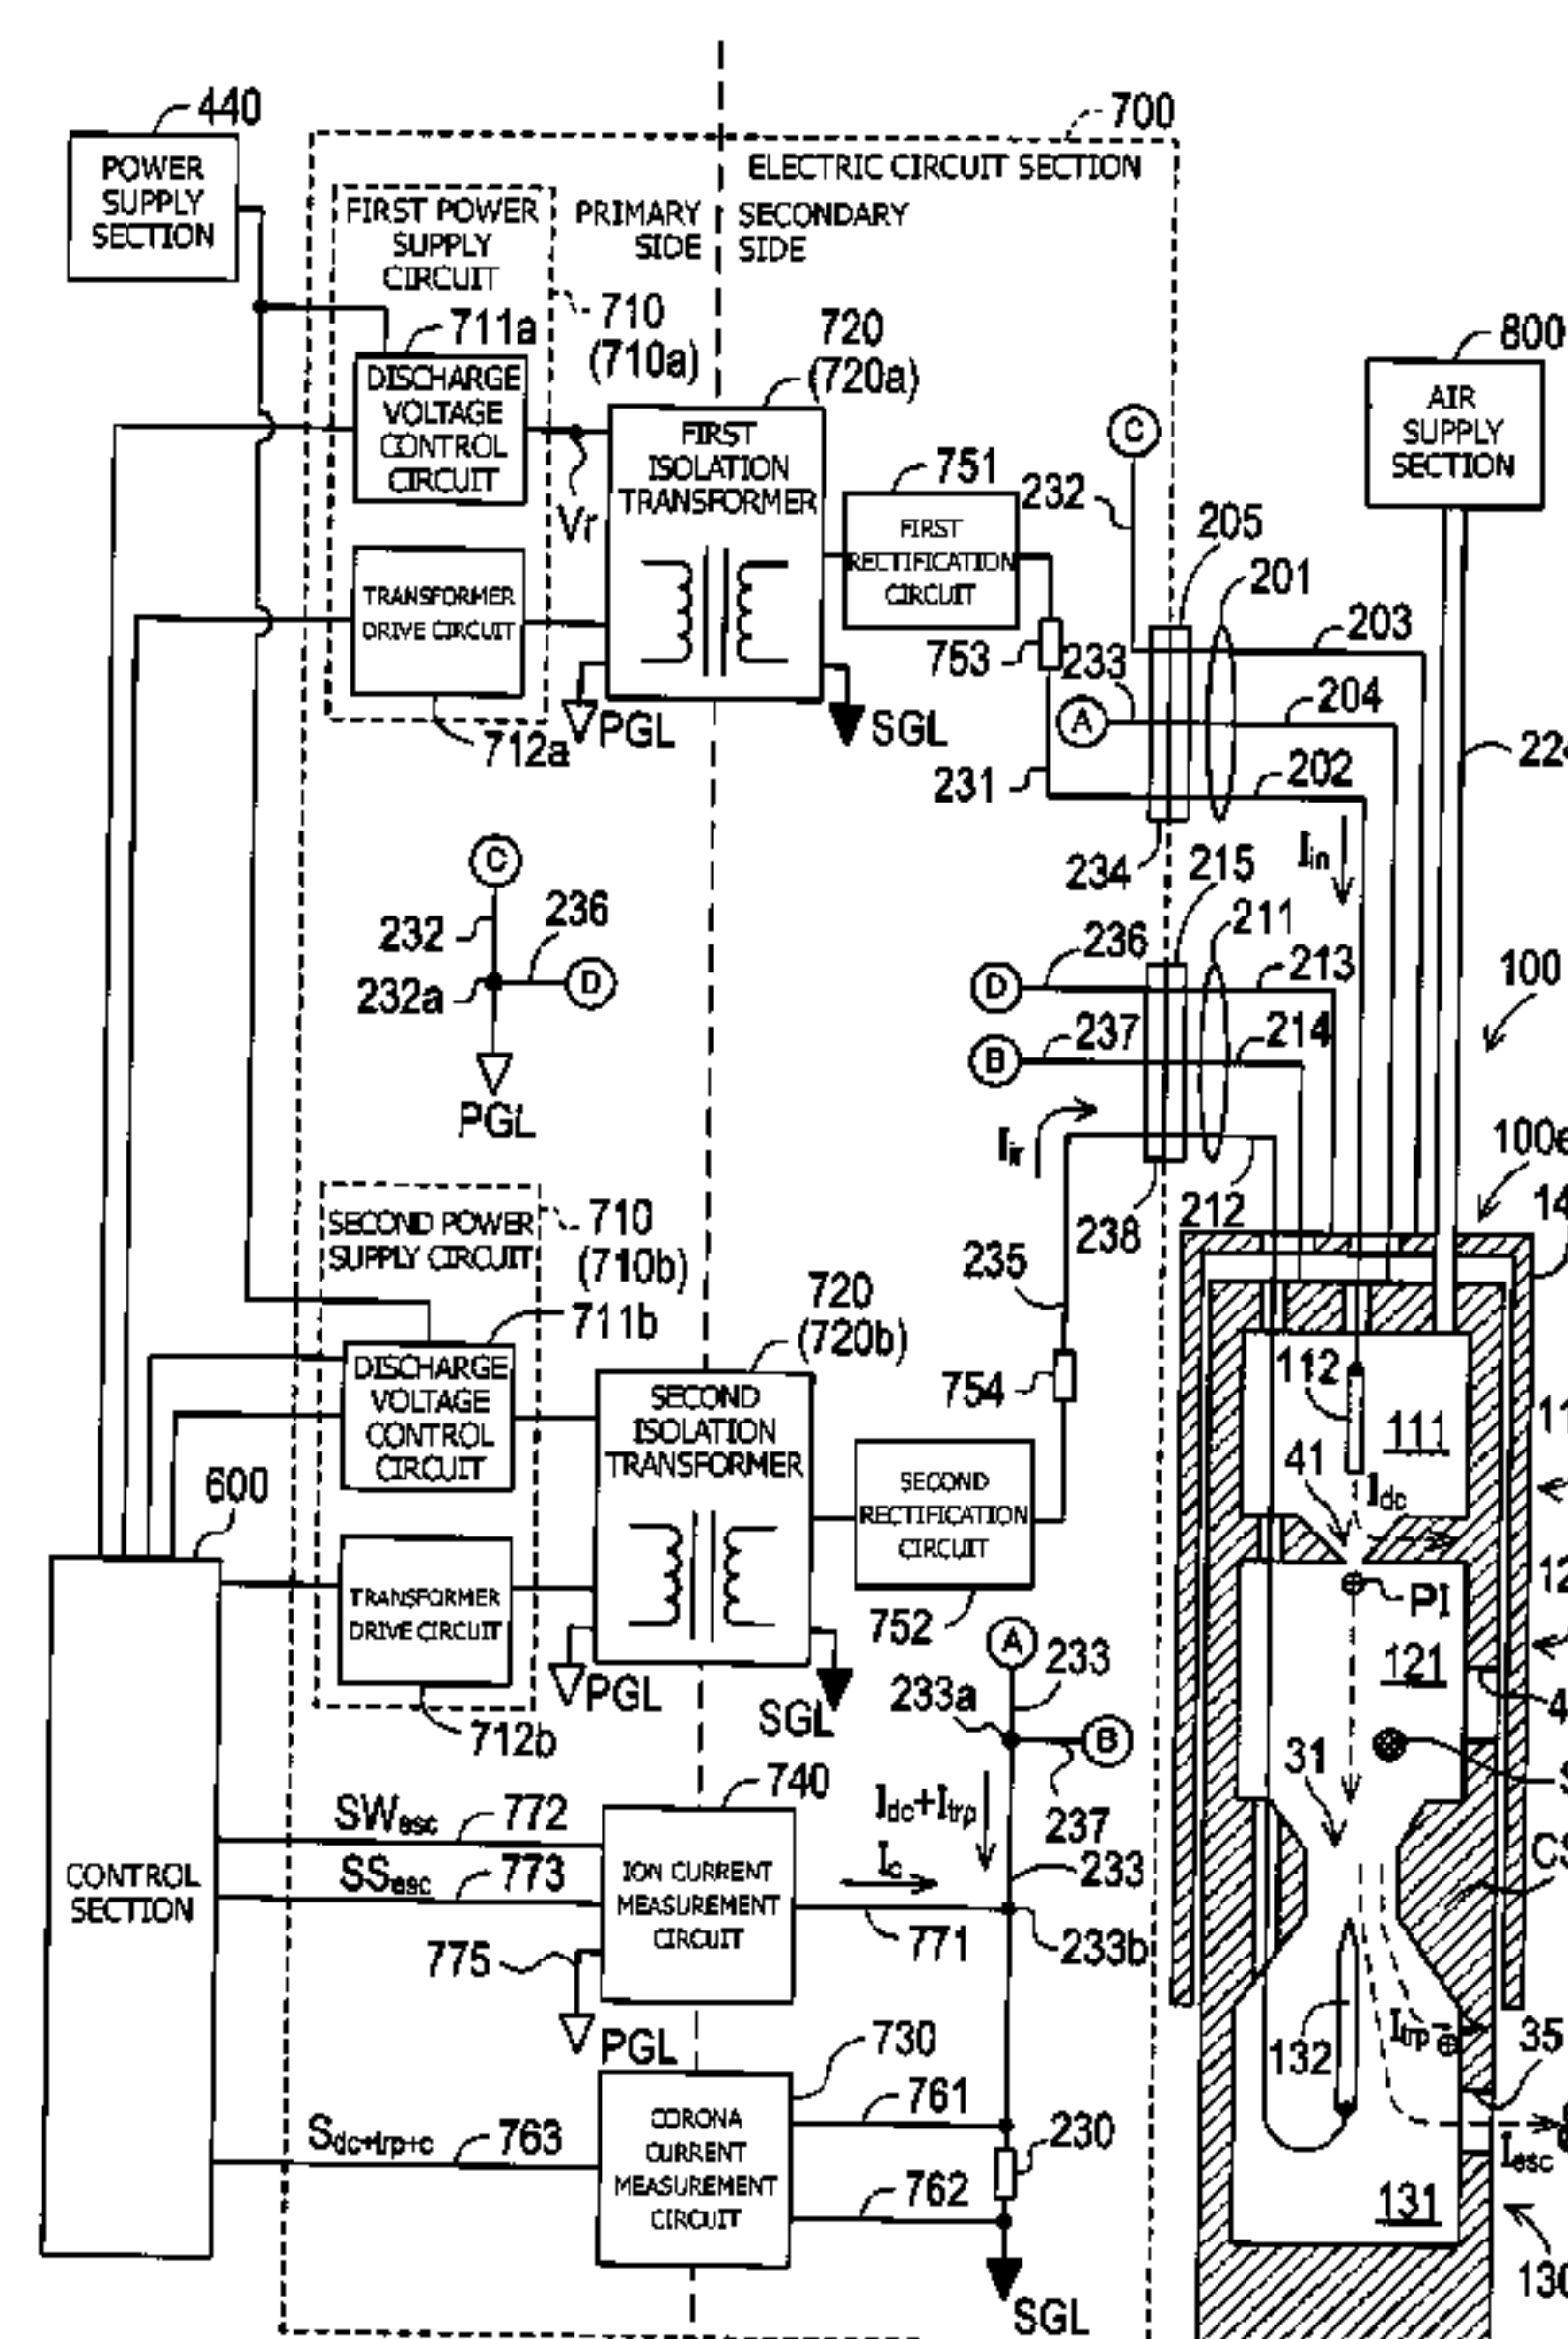 440
POWER
SUPPLY
SECTION
700
ELECTRIC CIRCUIT SECTION
FIRST POWER
SUPPLY
CIRCUIT
PRIMARY
SIDE
SECONDARY
SIDE
710
(710a)
711a
DISCHARGE
VOLTAGE
CONTROL
CIRCUIT
Vr
720
(720a)
FIRST
ISOLATION
TRANSFORMER
751
FIRST
RECTIFICATION
CIRCUIT
C
232
205
201
203
800
AIR
SUPPLY
SECTION
TRANSFORMER
DRIVE CIRCUIT
712a
PGL
SGL
753
233
A
204
231
202
234
Iin
C
232
236
232a
D
PGL
215
211
D
236
213
B
237
214
Iir
238
212
100
SECOND POWER
SUPPLY CIRCUIT
710
(710b)
711b
DISCHARGE
VOLTAGE
CONTROL
CIRCUIT
720
(720b)
SECOND
ISOLATION
TRANSFORMER
235
754
SECOND
RECTIFICATION
CIRCUIT
752
600
TRANSFORMER
DRIVE CIRCUIT
712b
PGL
SGL
112
111
41
Idc
PI
121
31
A
233
233a
B
237
Idc+Itrp
233
Ic
771
233b
740
ION CURRENT
MEASUREMENT
CIRCUIT
SWesc
772
SSesc
773
775
PGL
CONTROL
SECTION
730
CORONA
CURRENT
MEASUREMENT
CIRCUIT
Sdc+trp+c
763
761
230
762
SGL
132
Itrp
35
Iesc
131